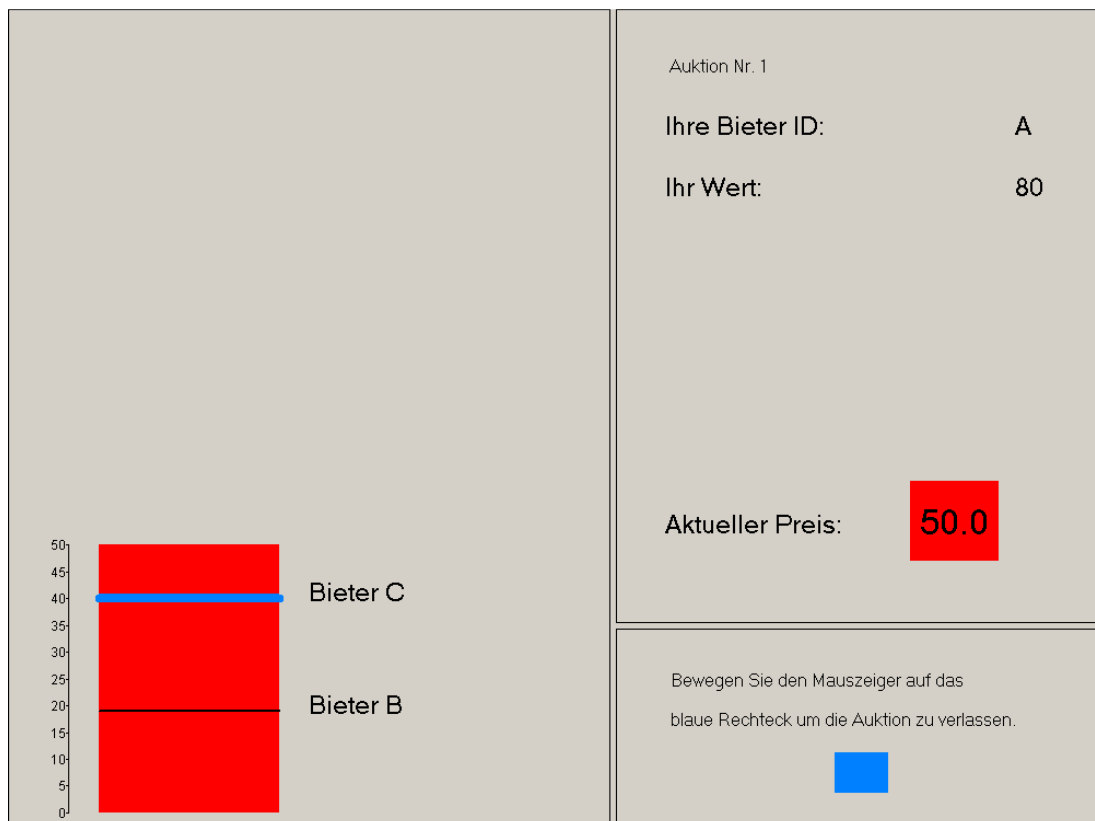 Auktion Nr. 1
Ihre Bieter ID: A
Ihr Wert: 80
Aktueller Preis: 50.0
50
45
40
35
30
25
20
15
10
5
0
Bieter C
Bieter B
Bewegen Sie den Mauszeiger auf das
blaue Rechteck um die Auktion zu verlassen.